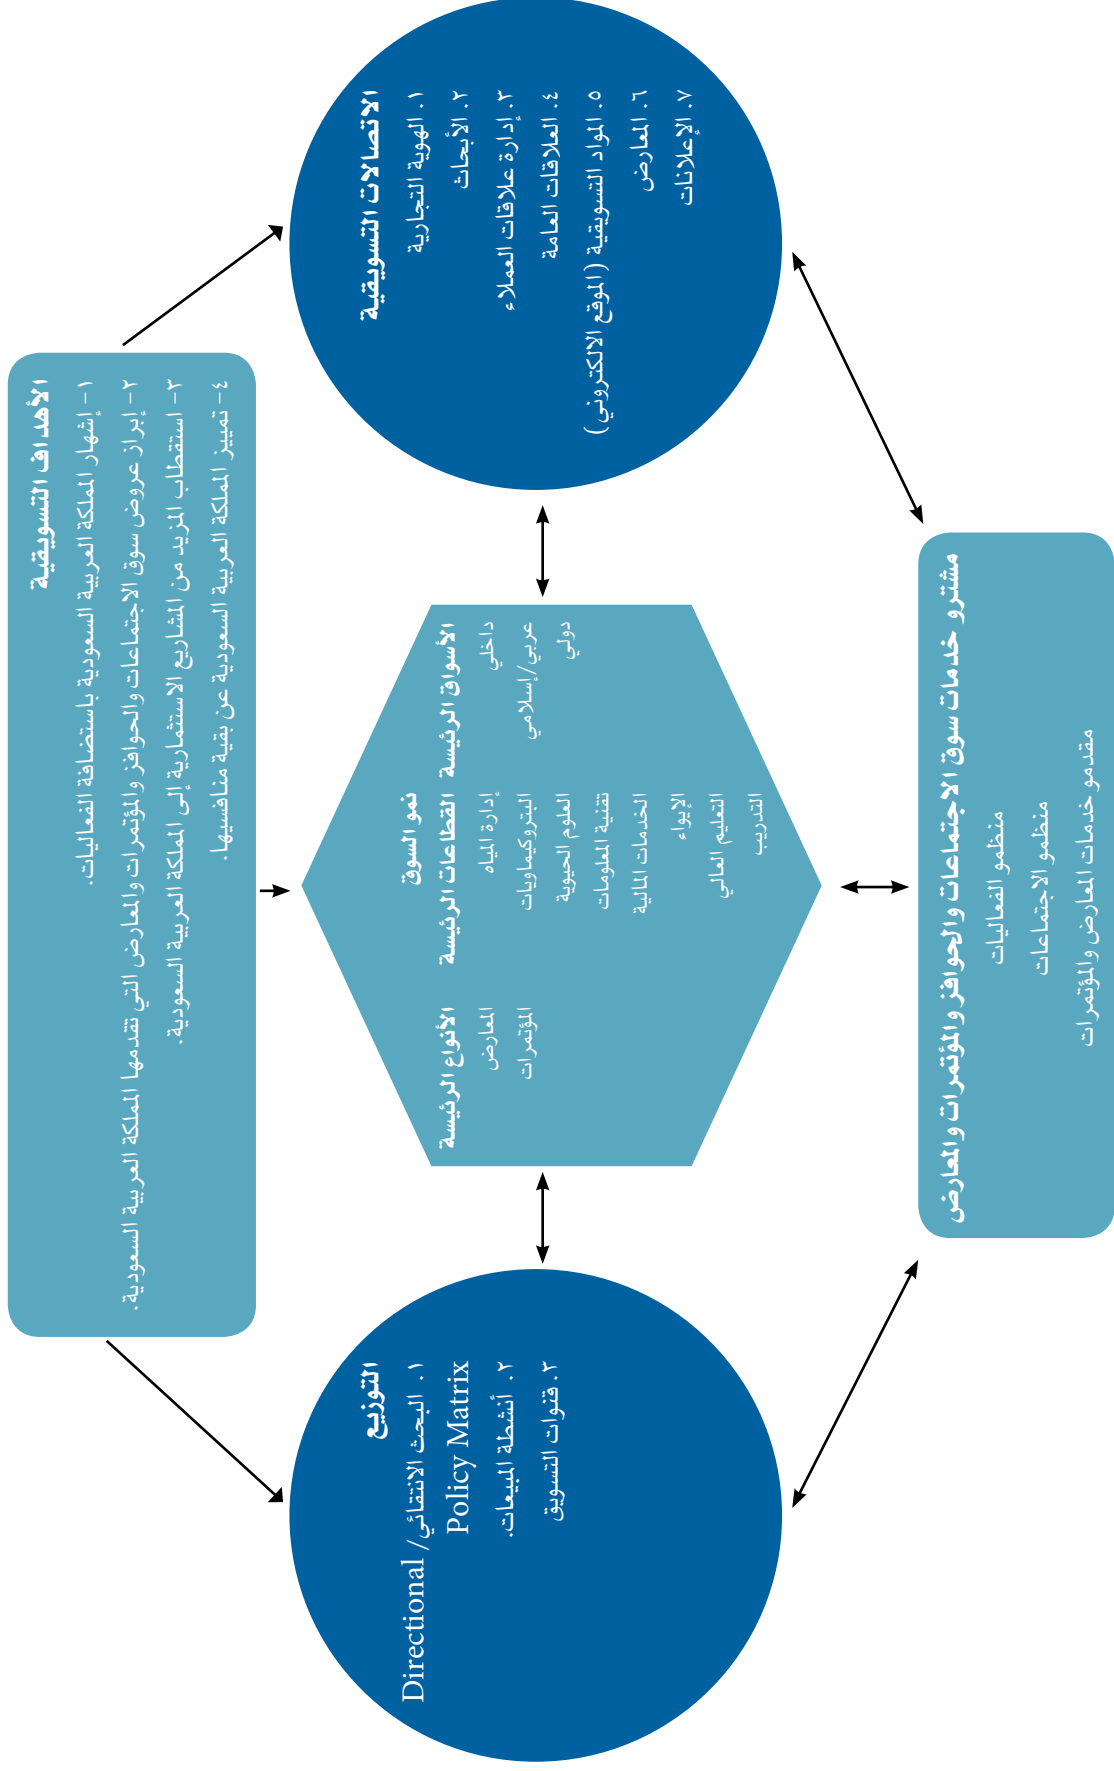 الأهداف التسويقية
١- إشهار المملكة العربية السعودية باستضافة الفعاليات.
٢- إبراز عروض سوق الاجتماعات والحوافز والمؤتمرات والمعارض التي تقدمها المملكة العربية السعودية.
٣- استقطاب المزيد من المشاريع الاستثمارية إلى المملكة العربية السعودية.
٤- تمييز المملكة العربية السعودية عن بقية منافسيها.
الاتصالات التسويقية
١. الهوية التجارية
٢. الأبحاث
٣. إدارة علاقات العملاء
٤. العلاقات العامة
٥. المواد التسويقية (الموقع الالكتروني)
٦. المعارض
٧. الإعلانات
نمو السوق
الأسواق الرئيسة
داخلي
عربي/إسلامي
دولي
القطاعات الرئيسة
إدارة المياه
البتروكيماويات
العلوم الحيوية
تقنية المعلومات
الخدمات المالية
الإيواء
التعليم العالي
التدريب
الأنواع الرئيسة
المعارض
المؤتمرات
التوزيع
١. البحث الانتقائي/ Directional
Policy Matrix
٢. أنشطة المبيعات.
٣. قنوات التسويق
مشترو خدمات سوق الاجتماعات والحوافز والمؤتمرات والمعارض
منظمو الفعاليات
منظمو الاجتماعات
مقدمو خدمات المعارض والمؤتمرات